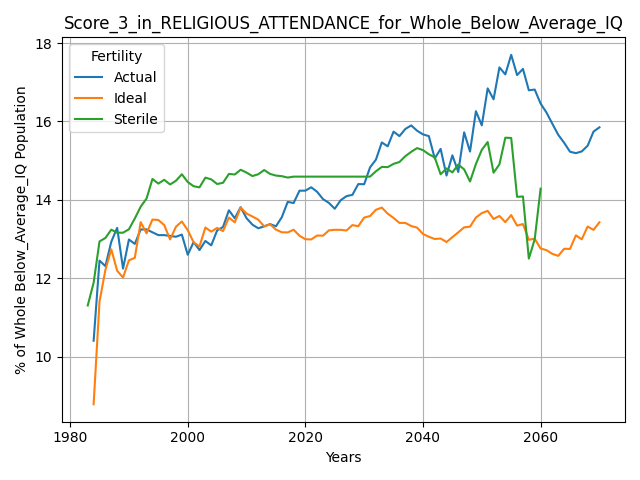 Score_3_in_RELIGIOUS_ATTENDANCE_for_Whole_Below_Average_IQ
Fertility
Actual
Ideal
Sterile
% of Whole Below_Average_IQ Population
18
16
14
12
10
1980
2000
2020
2040
2060
Years